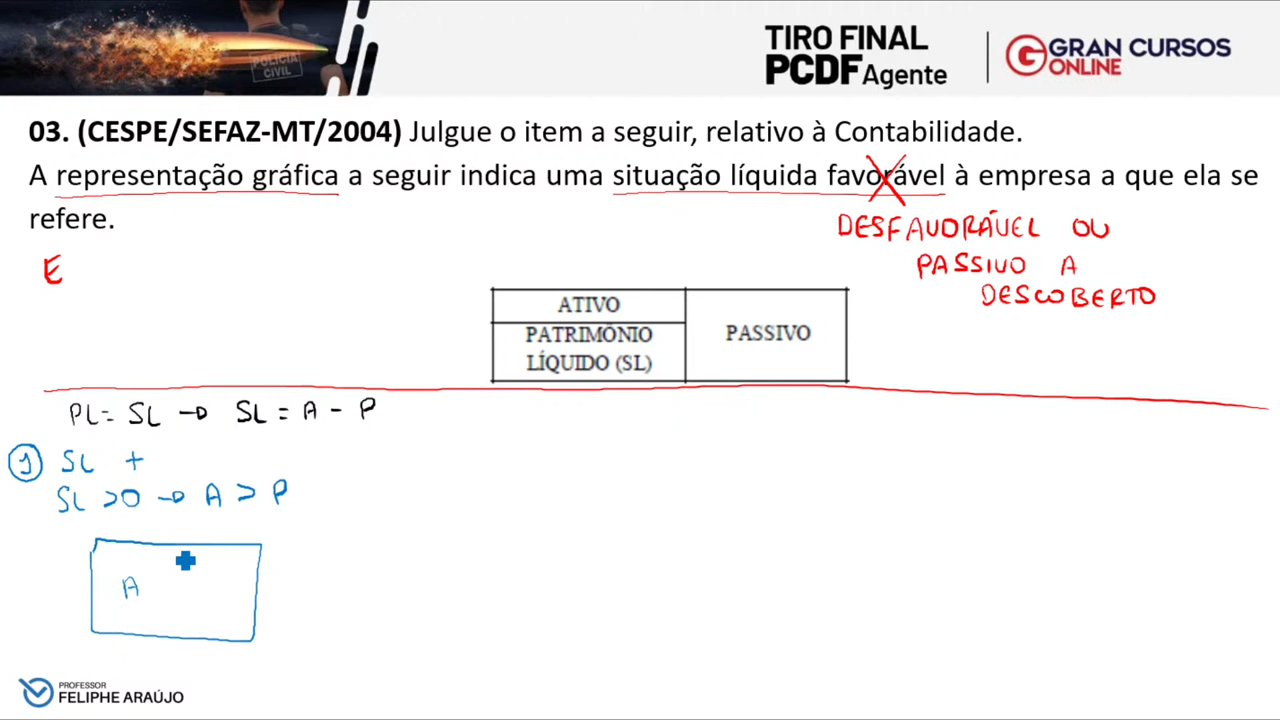 POLÍCIA
CIVIL
TIRO FINAL
PCDF Agente
G GRAN CURSOS
ONLINE
03. (CESPE/SEFAZ-MT/2004) Julgue o item a seguir, relativo à Contabilidade.
A representação gráfica a seguir indica uma situação líquida favorável à empresa a que ela se
refere.
DESFAVORÁVEL OU
PASSIVO A
DESCOBERTO
E
ATIVO
PATRIMÔNIO
LÍQUIDO (SL)
PASSIVO
PL = SL → SL = A - P
1 SL +
SL > 0 → A > P
A
PROFESSOR
FELIPHE ARAÚJO